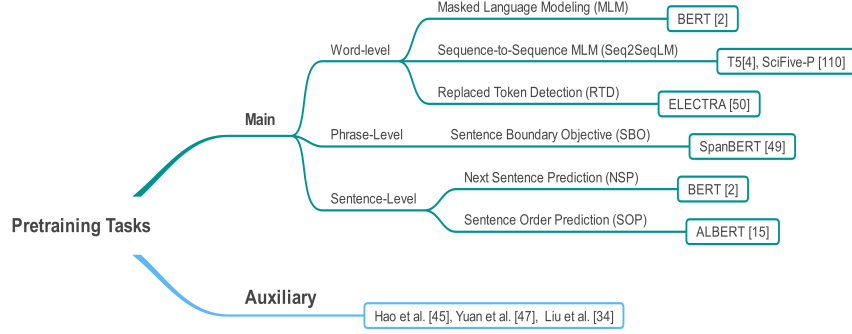 Masked Language Modeling (MLM)
BERT [2]
Word-level
Sequence-to-Sequence MLM (Seq2SeqLM)
T5[4], SciFive-P [110]
Replaced Token Detection (RTD)
ELECTRA [50]
Main
Phrase-Level
Sentence Boundary Objective (SBO)
SpanBERT [49]
Next Sentence Prediction (NSP)
BERT [2]
Sentence-Level
Sentence Order Prediction (SOP)
ALBERT [15]
Pretraining Tasks
Auxiliary
Hao et al. [45], Yuan et al. [47], Liu et al. [34]